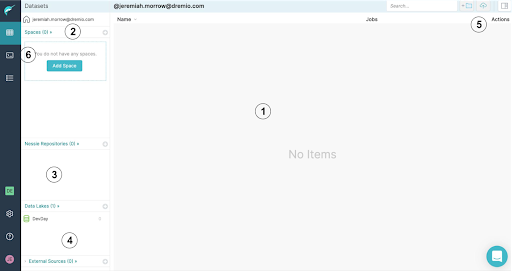 Datasets
@jeremiah.morrow@dremio.com
Search...
jeremiah.morrow@dremio.com
Name
Jobs
Actions
5
Spaces (0)
2
6
You do not have any spaces.
Add Space
1
Nessie Repositories (0)
No Items
3
DE
Data Lakes (1)
DevDay
4
External Sources (0)